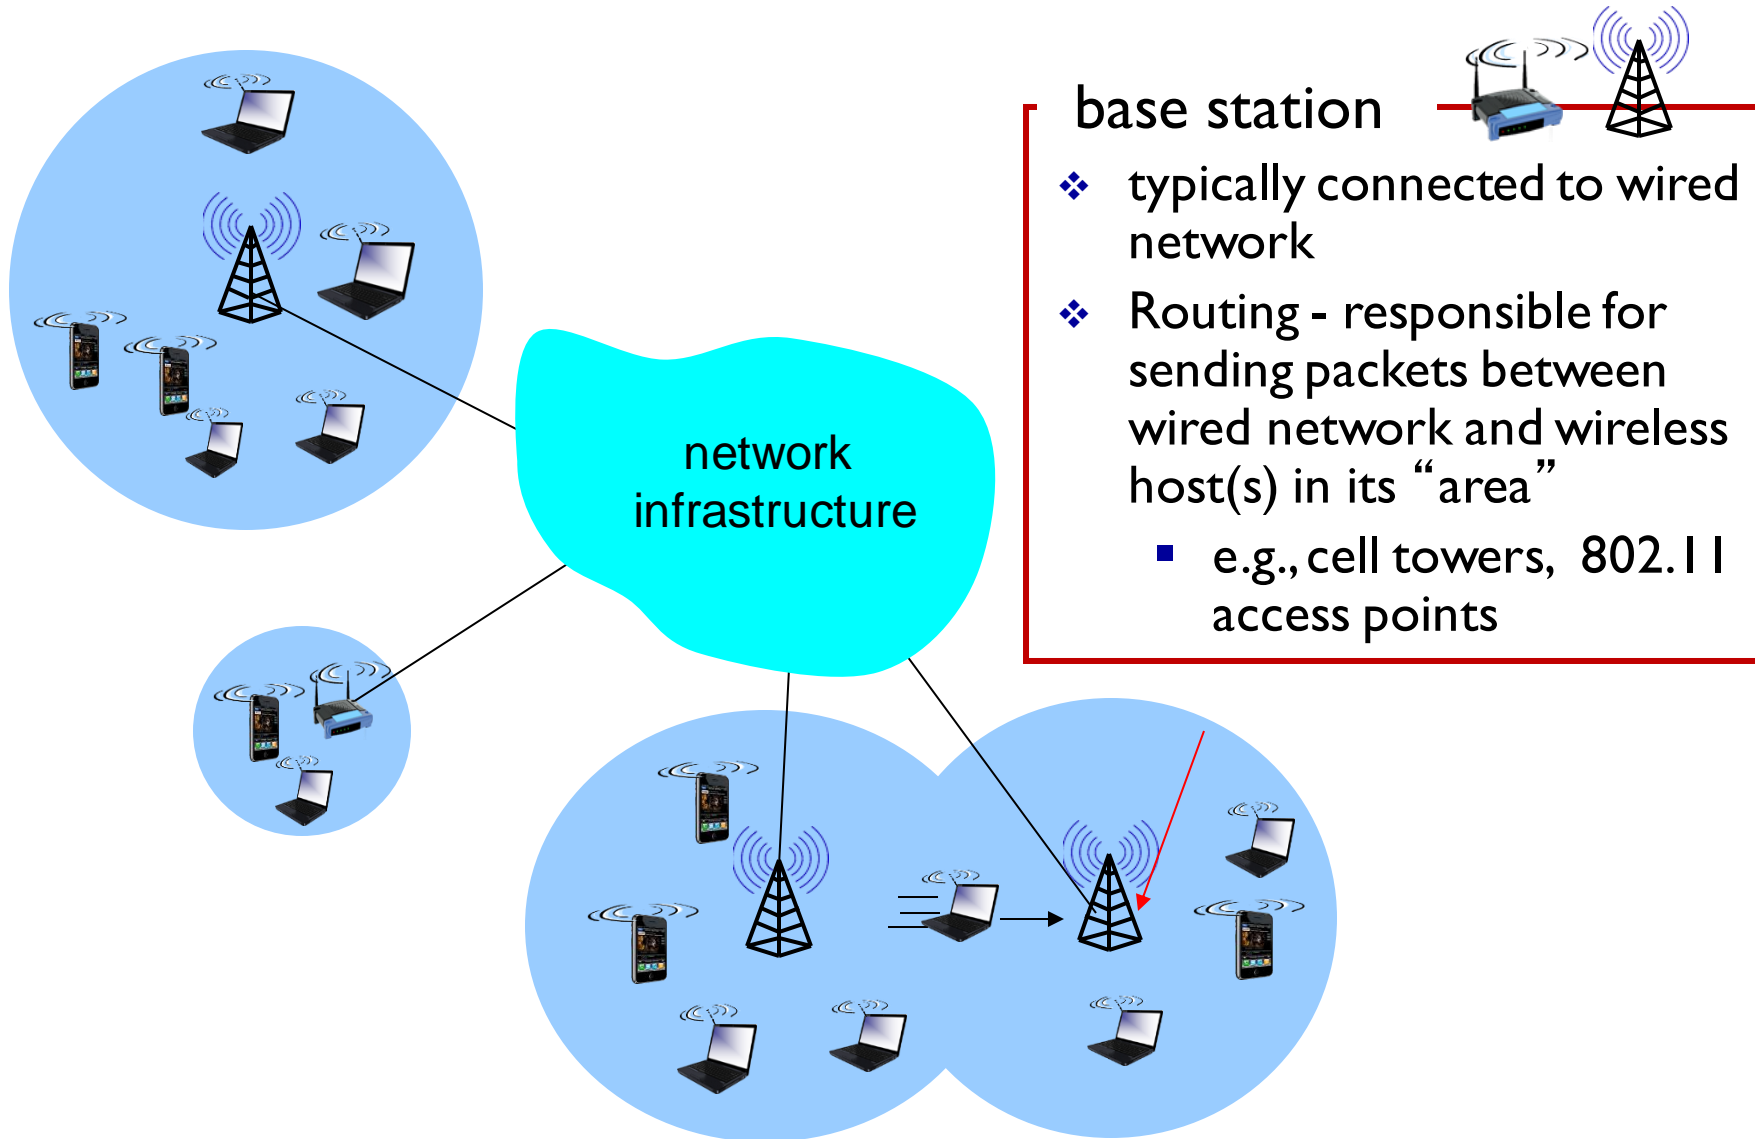 base station
typically connected to wired
network
Routing - responsible for
sending packets between
wired network and wireless
host(s) in its “area”
e.g., cell towers, 802.11
access points
network
infrastructure